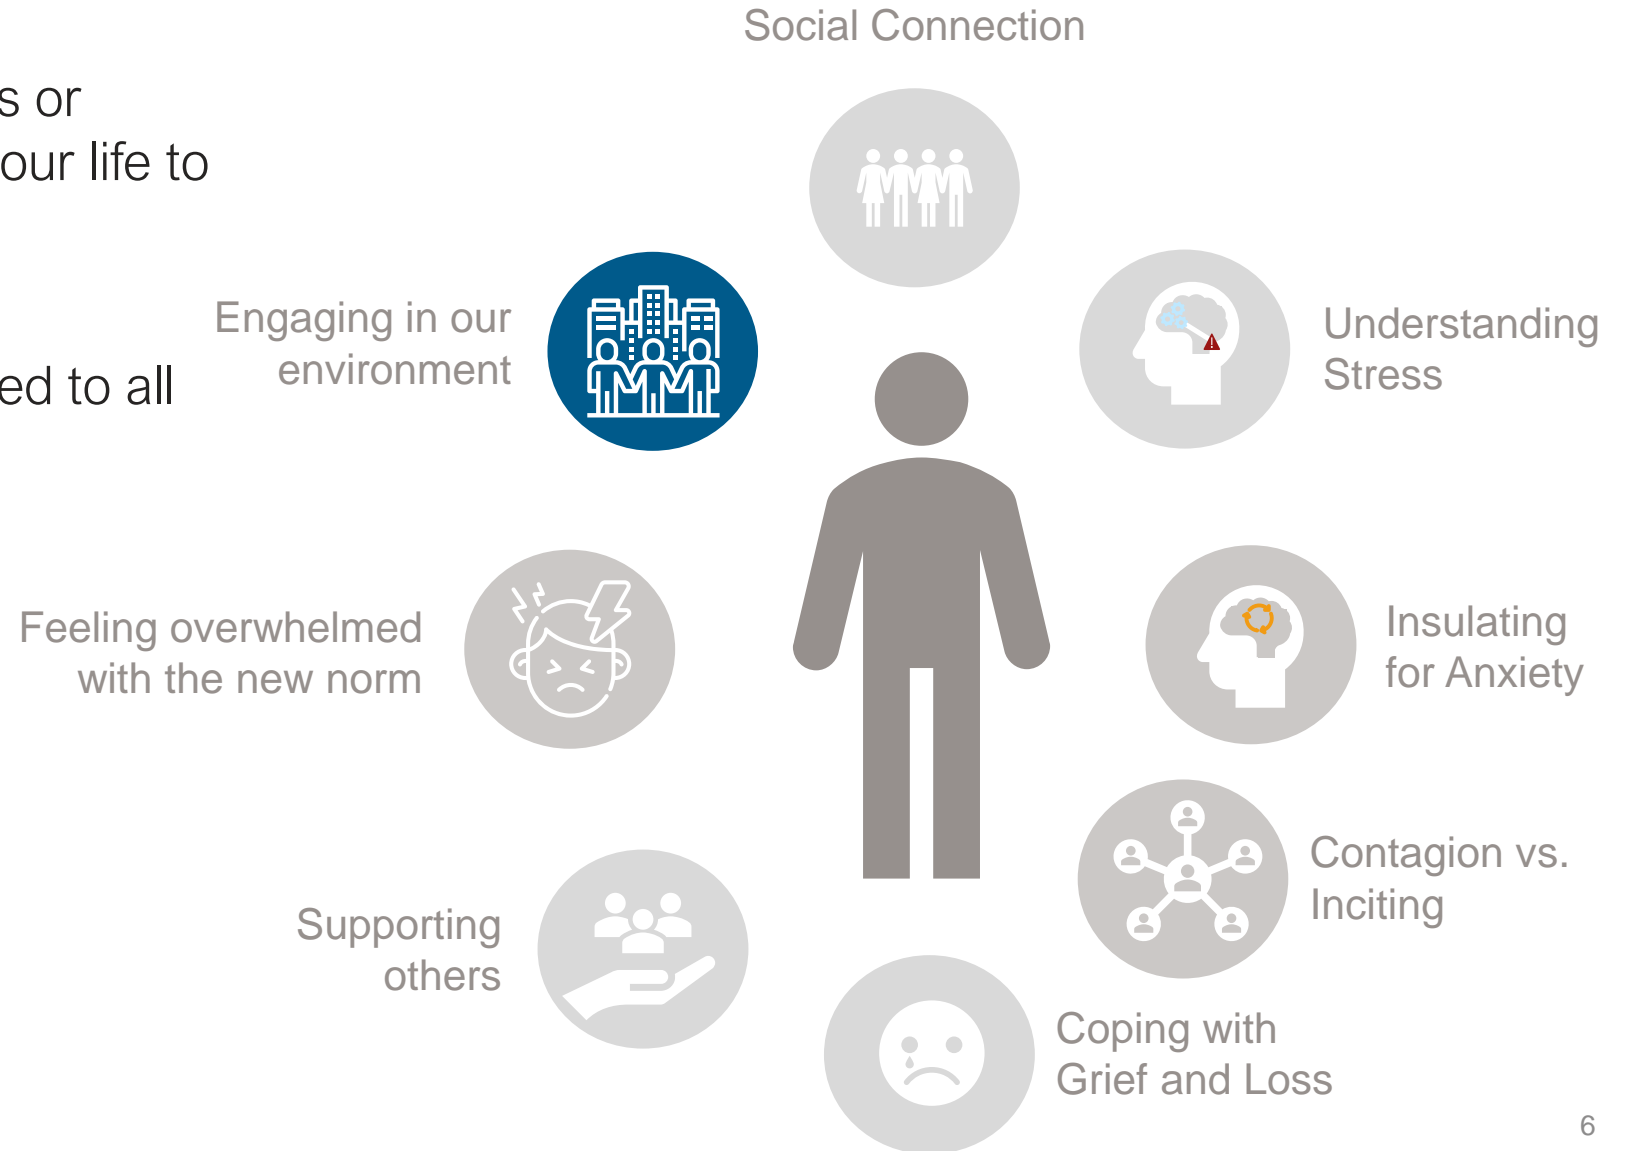 Social Connection
s or
our life to
Engaging in our
environment
ed to all
Understanding
Stress
Feeling overwhelmed
with the new norm
Insulating
for Anxiety
Contagion vs.
Inciting
Supporting
others
Coping with
Grief and Loss
6